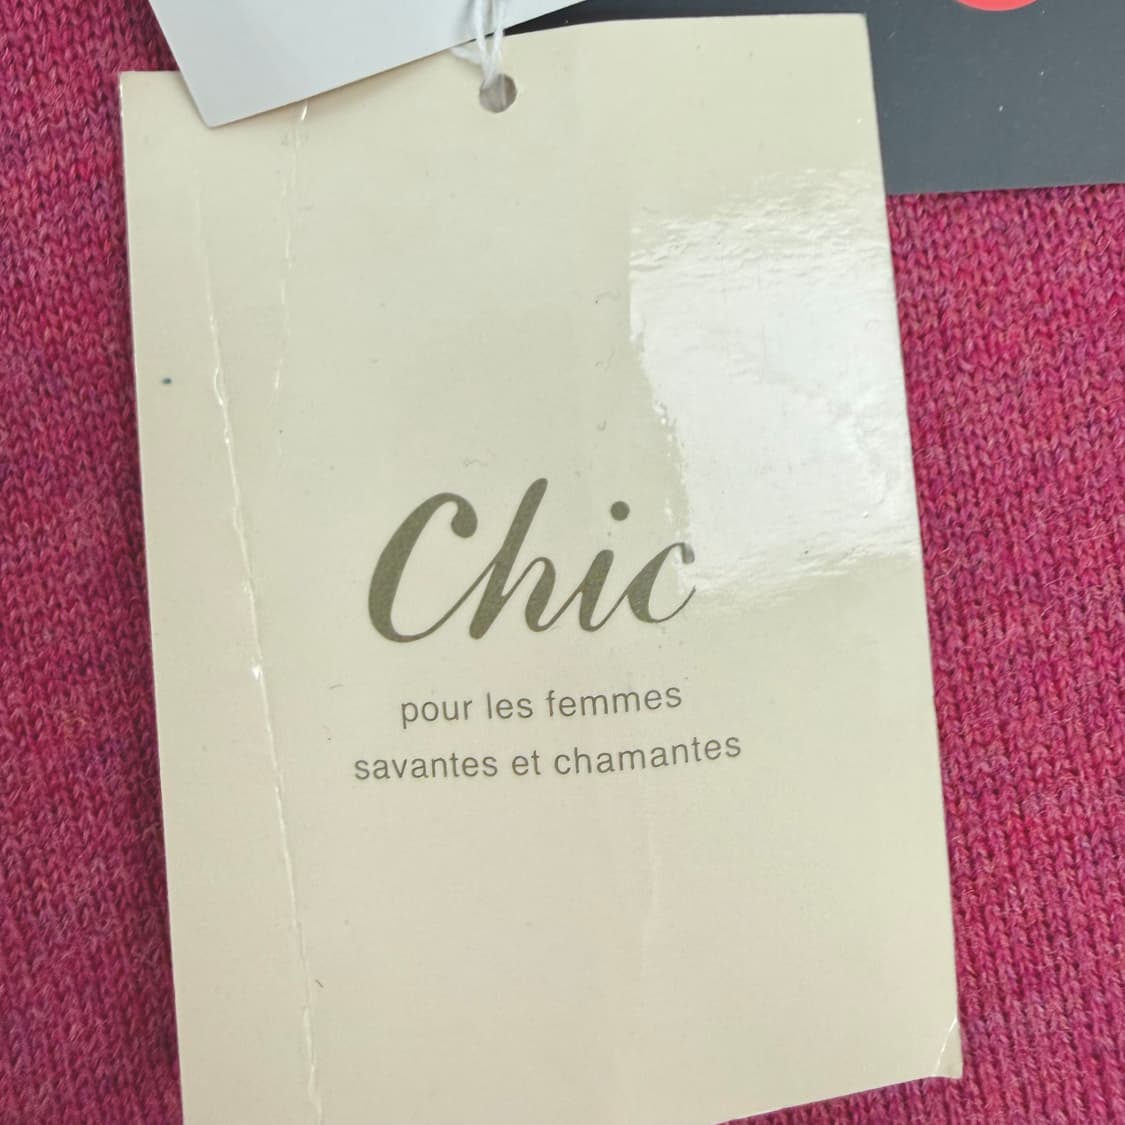 Chic
pour les femmes
savantes et chamantes